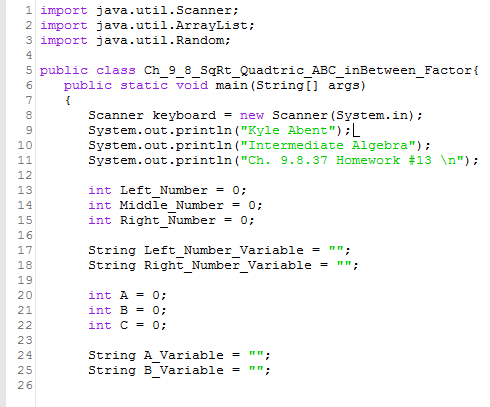 1 import java.util.Scanner;
2 import java.util.ArrayList;
3 import java.util.Random;
4
5 public class Ch_9_8_SqRt_Quadtric_ABC_inBetween_Factor{
6 public static void main(String[] args)
7 {
8 Scanner keyboard = new Scanner(System.in);
9 System.out.println("Kyle Abent");
10 System.out.println("Intermediate Algebra");
11 System.out.println("Ch. 9.8.37 Homework #13 \n");
12
13 int Left_Number = 0;
14 int Middle_Number = 0;
15 int Right_Number = 0;
16
17 String Left_Number_Variable = "";
18 String Right_Number_Variable = "";
19
20 int A = 0;
21 int B = 0;
22 int C = 0;
23
24 String A_Variable = "";
25 String B_Variable = "";
26